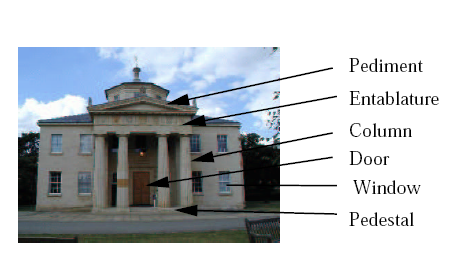 Pediment
Entablature
Column
Door
Window
Pedestal